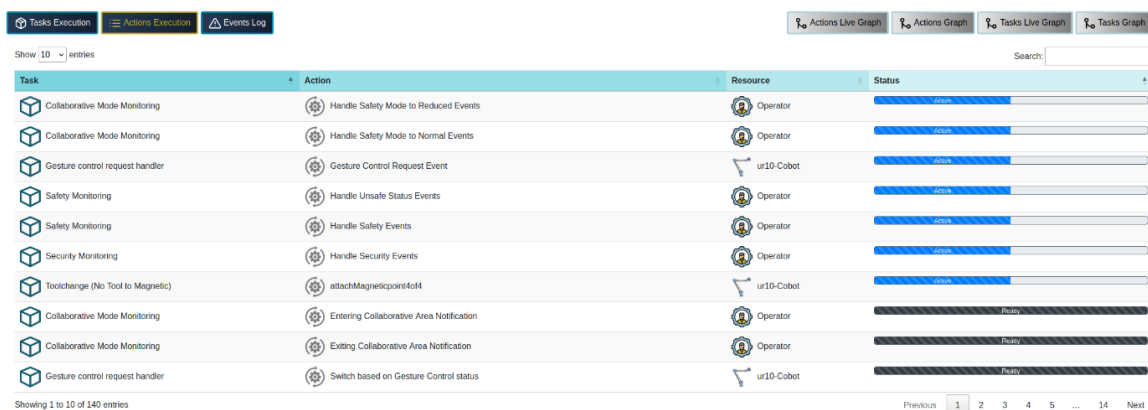 Tasks Execution Actions Execution Events Log Actions Live Graph Actions Graph Tasks Live Graph Tasks Graph
Show 10 entries Search:
Task Action Resource Status
Collaborative Mode Monitoring Handle Safety Mode to Reduced Events Operator Active
Collaborative Mode Monitoring Handle Safety Mode to Normal Events Operator Active
Gesture control request handler Gesture Control Request Event ur10-Cobot Active
Safety Monitoring Handle Unsafe Status Events Operator Active
Safety Monitoring Handle Safety Events Operator Active
Security Monitoring Handle Security Events Operator Active
Toolchange (No Tool to Magnetic) attachMagneticpoint4of4 ur10-Cobot Active
Collaborative Mode Monitoring Entering Collaborative Area Notification Operator Ready
Collaborative Mode Monitoring Exiting Collaborative Area Notification Operator Ready
Gesture control request handler Switch based on Gesture Control status ur10-Cobot Ready
Showing 1 to 10 of 140 entries Previous 1 2 3 4 5 ... 14 Next